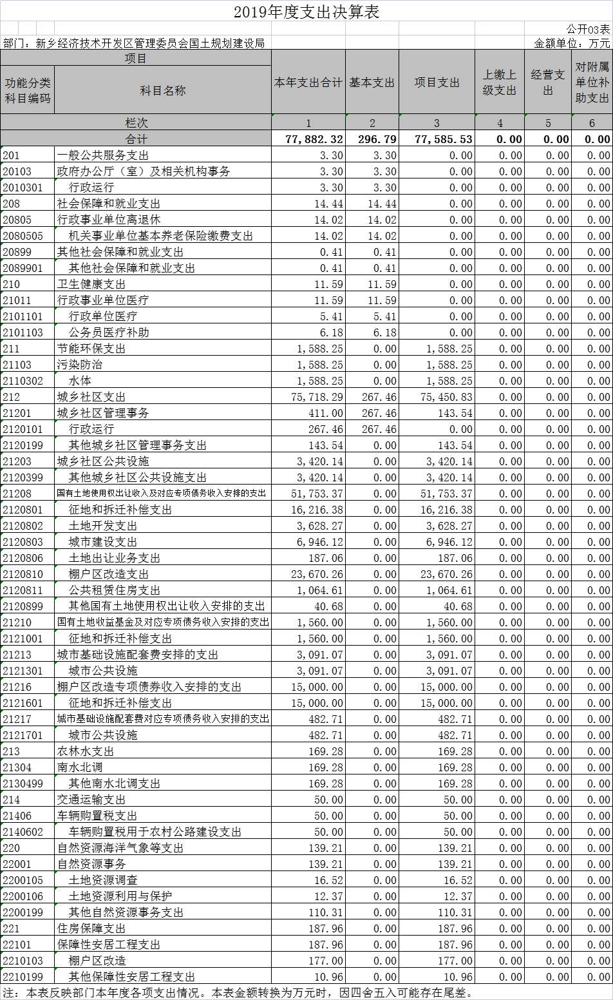 2019年度支出决算表
公开03表
部门：新乡经济技术开发区管理委员会国土规划建设局 金额单位：万元
项目 本年支出合计 基本支出 项目支出 上缴上级支出 经营支出 对附属单位补助支出
功能分类科目编码 科目名称
栏次 1 2 3 4 5 6
合计 77,882.32 296.79 77,585.53 0.00 0.00 0.00
201 一般公共服务支出 3.30 3.30 0.00 0.00 0.00 0.00
20103 政府办公厅（室）及相关机构事务 3.30 3.30 0.00 0.00 0.00 0.00
2010301 行政运行 3.30 3.30 0.00 0.00 0.00 0.00
208 社会保障和就业支出 14.44 14.44 0.00 0.00 0.00 0.00
20805 行政事业单位离退休 14.02 14.02 0.00 0.00 0.00 0.00
2080505 机关事业单位基本养老保险缴费支出 14.02 14.02 0.00 0.00 0.00 0.00
20899 其他社会保障和就业支出 0.41 0.41 0.00 0.00 0.00 0.00
2089901 其他社会保障和就业支出 0.41 0.41 0.00 0.00 0.00 0.00
210 卫生健康支出 11.59 11.59 0.00 0.00 0.00 0.00
21011 行政事业单位医疗 11.59 11.59 0.00 0.00 0.00 0.00
2101101 行政单位医疗 5.41 5.41 0.00 0.00 0.00 0.00
2101103 公务员医疗补助 6.18 6.18 0.00 0.00 0.00 0.00
211 节能环保支出 1,588.25 0.00 1,588.25 0.00 0.00 0.00
21103 污染防治 1,588.25 0.00 1,588.25 0.00 0.00 0.00
2110302 水体 1,588.25 0.00 1,588.25 0.00 0.00 0.00
212 城乡社区支出 75,718.29 267.46 75,450.83 0.00 0.00 0.00
21201 城乡社区管理事务 411.00 267.46 143.54 0.00 0.00 0.00
2120101 行政运行 267.46 267.46 0.00 0.00 0.00 0.00
2120199 其他城乡社区管理事务支出 143.54 0.00 143.54 0.00 0.00 0.00
21203 城乡社区公共设施 3,420.14 0.00 3,420.14 0.00 0.00 0.00
2120399 其他城乡社区公共设施支出 3,420.14 0.00 3,420.14 0.00 0.00 0.00
21208 国有土地使用权出让收入及对应专项债务收入安排的支出 51,753.37 0.00 51,753.37 0.00 0.00 0.00
2120801 征地和拆迁补偿支出 16,216.38 0.00 16,216.38 0.00 0.00 0.00
2120802 土地开发支出 3,628.27 0.00 3,628.27 0.00 0.00 0.00
2120803 城市建设支出 6,946.12 0.00 6,946.12 0.00 0.00 0.00
2120806 土地出让业务支出 187.06 0.00 187.06 0.00 0.00 0.00
2120810 棚户区改造支出 23,670.26 0.00 23,670.26 0.00 0.00 0.00
2120811 公共租赁住房支出 1,064.61 0.00 1,064.61 0.00 0.00 0.00
2120899 其他国有土地使用权出让收入安排的支出 40.68 0.00 40.68 0.00 0.00 0.00
21210 国有土地收益基金及对应专项债务收入安排的支出 1,560.00 0.00 1,560.00 0.00 0.00 0.00
2121001 征地和拆迁补偿支出 1,560.00 0.00 1,560.00 0.00 0.00 0.00
21213 城市基础设施配套费安排的支出 3,091.07 0.00 3,091.07 0.00 0.00 0.00
2121301 城市公共设施 3,091.07 0.00 3,091.07 0.00 0.00 0.00
21216 棚户区改造专项债券收入安排的支出 15,000.00 0.00 15,000.00 0.00 0.00 0.00
2121601 征地和拆迁补偿支出 15,000.00 0.00 15,000.00 0.00 0.00 0.00
21217 城市基础设施配套费对应专项债务收入安排的支出 482.71 0.00 482.71 0.00 0.00 0.00
2121701 城市公共设施 482.71 0.00 482.71 0.00 0.00 0.00
213 农林水支出 169.28 0.00 169.28 0.00 0.00 0.00
21304 南水北调 169.28 0.00 169.28 0.00 0.00 0.00
2130499 其他南水北调支出 169.28 0.00 169.28 0.00 0.00 0.00
214 交通运输支出 50.00 0.00 50.00 0.00 0.00 0.00
21406 车辆购置税支出 50.00 0.00 50.00 0.00 0.00 0.00
2140602 车辆购置税用于农村公路建设支出 50.00 0.00 50.00 0.00 0.00 0.00
220 自然资源海洋气象等支出 139.21 0.00 139.21 0.00 0.00 0.00
22001 自然资源事务 139.21 0.00 139.21 0.00 0.00 0.00
2200105 土地资源调查 16.52 0.00 16.52 0.00 0.00 0.00
2200106 土地资源利用与保护 12.37 0.00 12.37 0.00 0.00 0.00
2200199 其他自然资源事务支出 110.31 0.00 110.31 0.00 0.00 0.00
221 住房保障支出 187.96 0.00 187.96 0.00 0.00 0.00
22101 保障性安居工程支出 187.96 0.00 187.96 0.00 0.00 0.00
2210103 棚户区改造 177.00 0.00 177.00 0.00 0.00 0.00
2210199 其他保障性安居工程支出 10.96 0.00 10.96 0.00 0.00 0.00
注：本表反映部门本年度各项支出情况。本表金额转换为万元时，因四舍五入可能存在尾差。